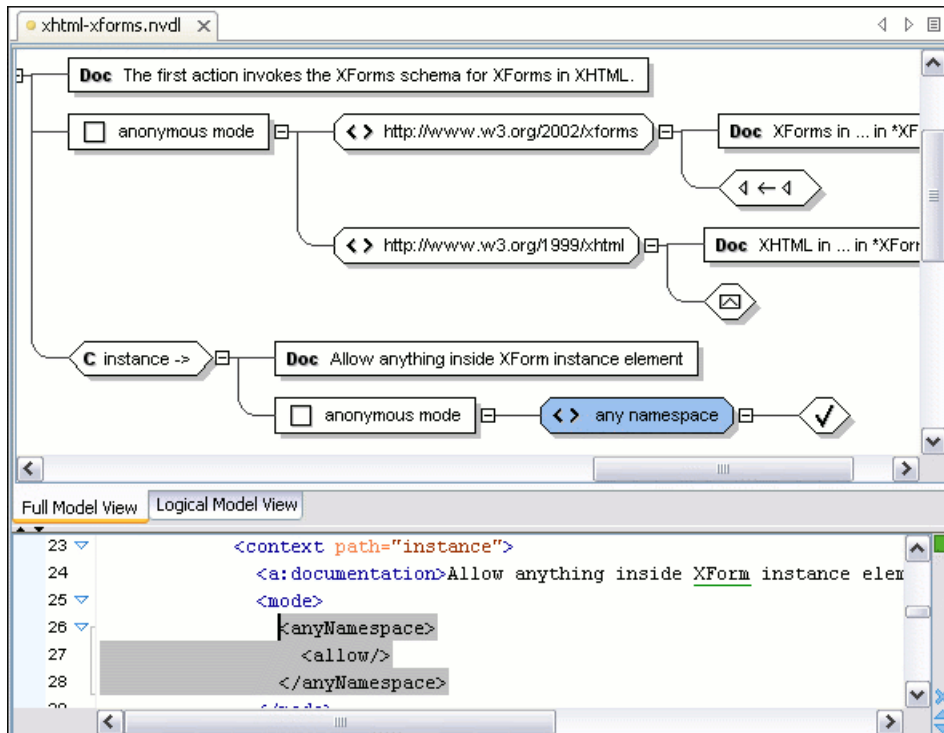 xhtml-xforms.nvdl
Doc The first action invokes the XForms schema for XForms in XHTML.
anonymous mode
http://www.w3.org/2002/xforms
Doc XForms in ... in *XF
http://www.w3.org/1999/xhtml
Doc XHTML in ... in *XForr
C instance ->
Doc Allow anything inside XForm instance element
anonymous mode
any namespace
Full Model View
Logical Model View
23 <context path="instance">
24 <a:documentation>Allow anything inside XForm instance elem
25 <mode>
26 <anyNamespace>
27 <allow/>
28 </anyNamespace>